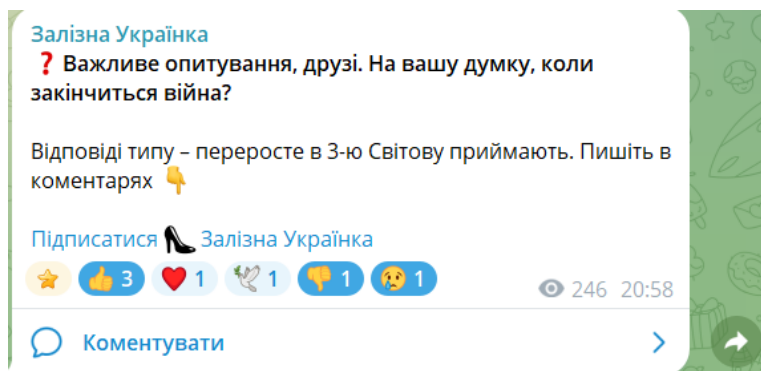 Залізна Українка
❓ Важливе опитування, друзі. На вашу думку, коли
закінчиться війна?
Відповіді типу – переросте в 3-ю Світову приймають. Пишіть в
коментарях 👇
Підписатися 👠 Залізна Українка
⭐ 👍 3 ❤️ 1 🕊 1 👎 1 😢 1
246 20:58
Коментувати